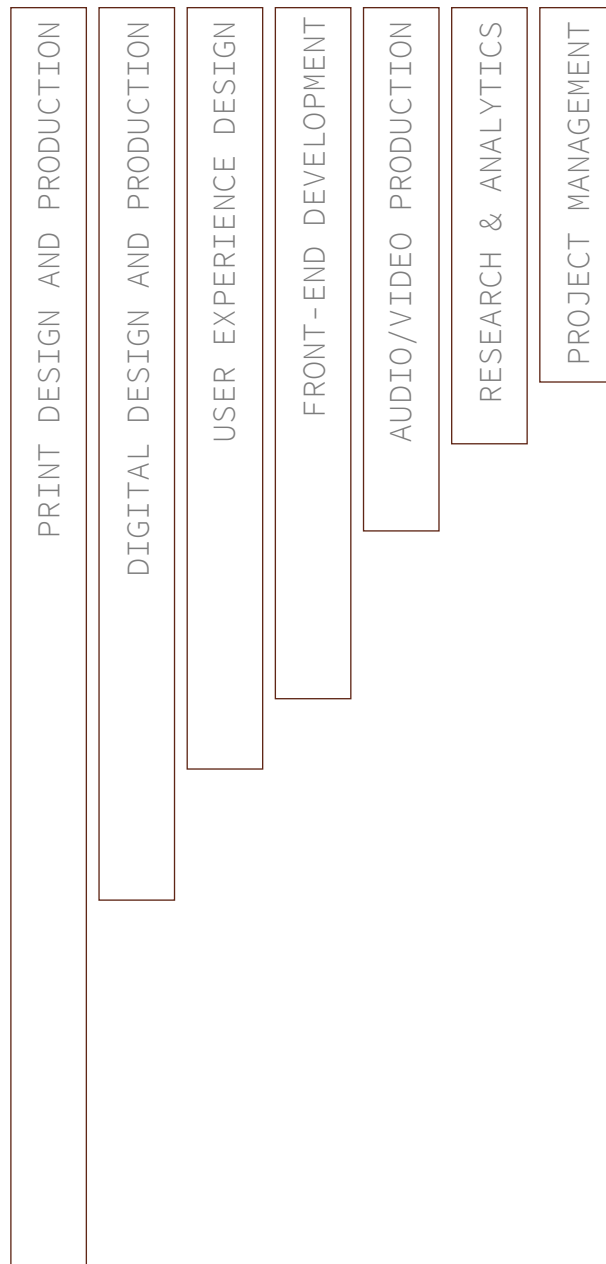 PRINT DESIGN AND PRODUCTION
DIGITAL DESIGN AND PRODUCTION
USER EXPERIENCE DESIGN
FRONT-END DEVELOPMENT
AUDIO/VIDEO PRODUCTION
RESEARCH & ANALYTICS
PROJECT MANAGEMENT